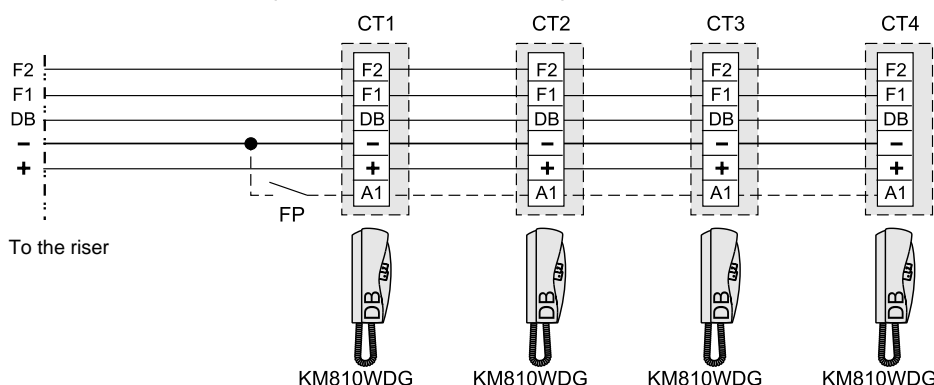 CT1 CT2 CT3 CT4
F2 F2 F2 F2 F2
F1 F1 F1 F1 F1
DB DB DB DB DB
− − − − −
+ + + + +
A1 A1 A1 A1
FP
To the riser
DB DB DB DB
KM810WDG KM810WDG KM810WDG KM810WDG